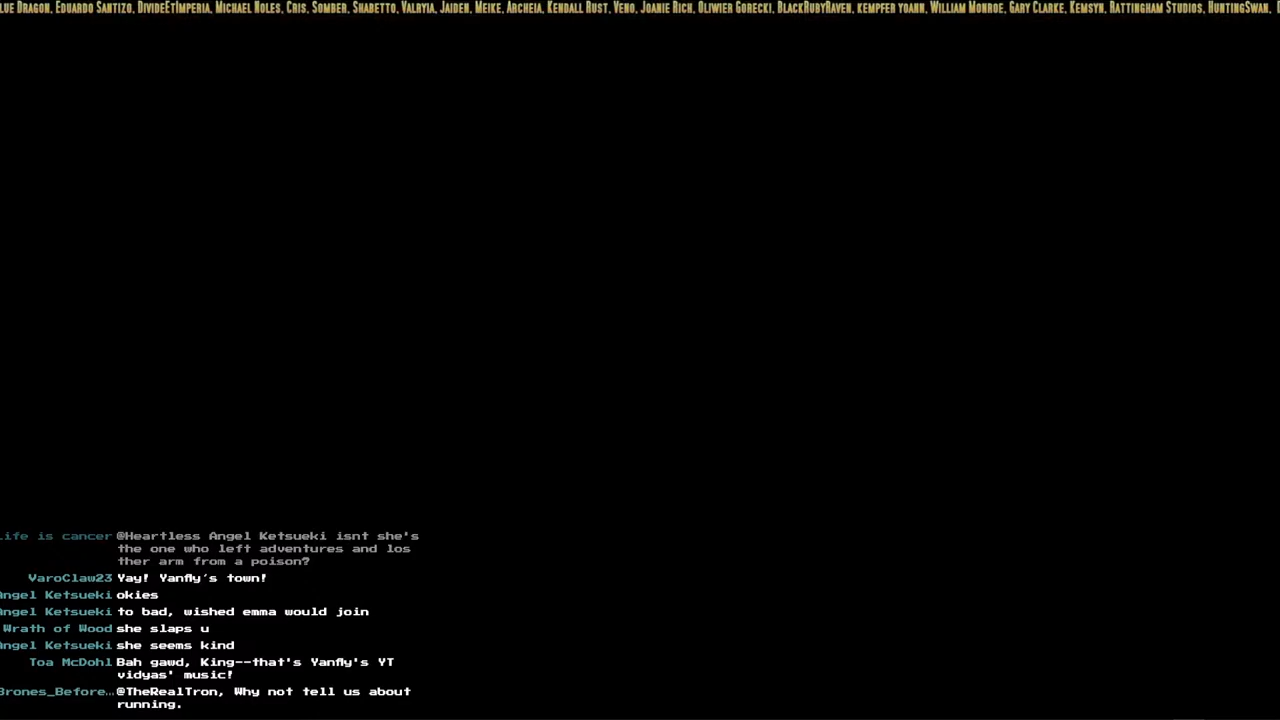 LUE DRAGON, EDUARDO SANTIZO, DIVIDEETIMPERIA, MICHAEL NOLES, CRIS, SOMBER, SHADETTO, VALRYIA, JAIDEN, MEIKE, ARCHEIA, KENDALL RUST, VENO, JOANIE RICH, OLIWIER GORECKI, BLACKRUBYRAVEN, KEMPFER YOANN, WILLIAM MONROE, GARY CLARKE, KEMSYN, RATTINGHAM STUDIOS, HUNTINGSWAN,
Life is cancer @Heartless Angel Ketsueki isnt she's
the one who left adventures and los
ther arm from a poison?
VaroClaw23 Yay! Yanfly's town!
Angel Ketsueki okies
Angel Ketsueki to bad, wished emma would join
Wrath of Wood she slaps u
Angel Ketsueki she seems kind
Toa McDohl Bah gawd, King--that's Yanfly's YT
vidyas' music!
Brones_Before… @TheRealTron, Why not tell us about
running.